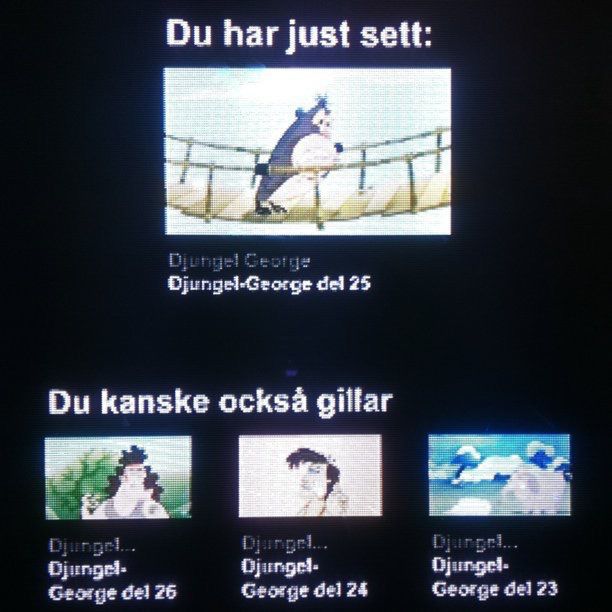 Du har just sett:
Djungel George
Djungel-George del 25
Du kanske också gillar
Djungel...
Djungel-
George del 26
Djungel...
Djungel-
George del 24
Djungel...
Djungel-
George del 23